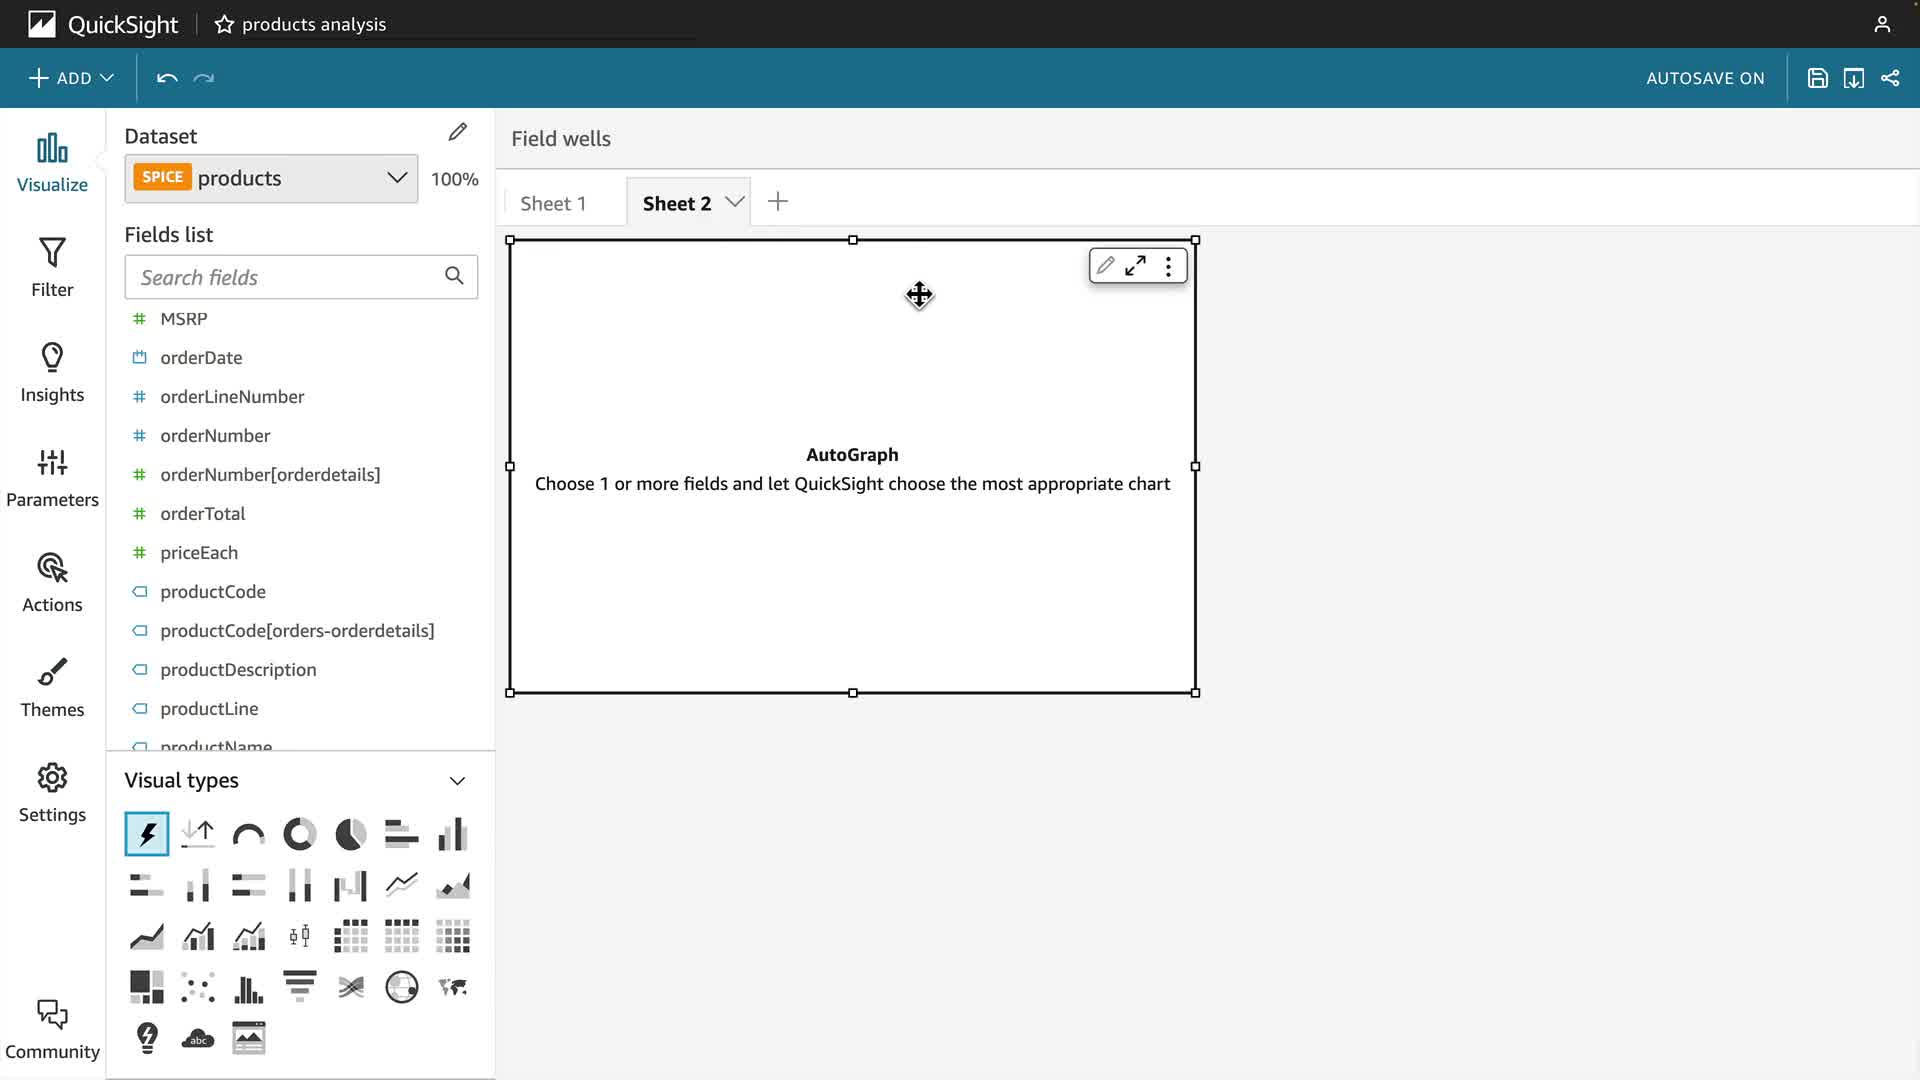 QuickSight
products analysis
ADD
AUTOSAVE ON
Visualize
Filter
Insights
Parameters
Actions
Themes
Settings
Community
Dataset
SPICE products
100%
Fields list
Search fields
MSRP
orderDate
orderLineNumber
orderNumber
orderNumber[orderdetails]
orderTotal
priceEach
productCode
productCode[orders-orderdetails]
productDescription
productLine
productName
Visual types
abc
Field wells
Sheet 1
Sheet 2
AutoGraph
Choose 1 or more fields and let QuickSight choose the most appropriate chart